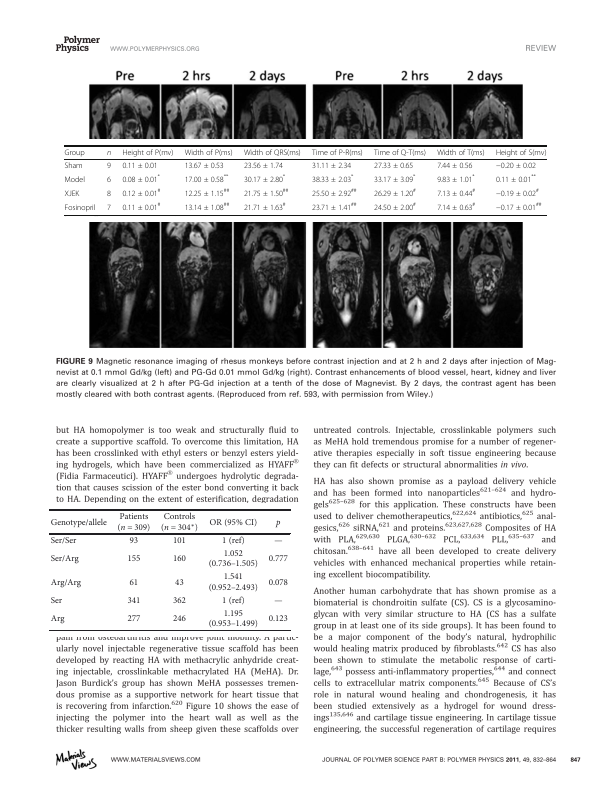 Polymer
Physics
WWW.POLYMERPHYSICS.ORG
REVIEW
Pre 2 hrs 2 days Pre 2 hrs 2 days
Group n Height of P(mv) Width of P(ms) Width of QRS(ms) Time of P-R(ms) Time of Q-T(ms) Width of T(ms) Height of S(mv)
Sham 9 0.11 ± 0.01 13.67 ± 0.53 23.56 ± 1.74 31.11 ± 2.34 27.33 ± 0.65 7.44 ± 0.56 −0.20 ± 0.02
Model 6 0.08 ± 0.01* 17.00 ± 0.58** 30.17 ± 2.80* 38.33 ± 2.03* 33.17 ± 3.09* 9.83 ± 1.01* 0.11 ± 0.01**
XJEK 8 0.12 ± 0.01# 12.25 ± 1.15## 21.75 ± 1.50## 25.50 ± 2.92## 26.29 ± 1.20# 7.13 ± 0.44# −0.19 ± 0.02#
Fosinopril 7 0.11 ± 0.01# 13.14 ± 1.08## 21.71 ± 1.63# 23.71 ± 1.41## 24.50 ± 2.00# 7.14 ± 0.63# −0.17 ± 0.01##
FIGURE 9 Magnetic resonance imaging of rhesus monkeys before contrast injection and at 2 h and 2 days after injection of Mag-
nevist at 0.1 mmol Gd/kg (left) and PG-Gd 0.01 mmol Gd/kg (right). Contrast enhancements of blood vessel, heart, kidney and liver
are clearly visualized at 2 h after PG-Gd injection at a tenth of the dose of Magnevist. By 2 days, the contrast agent has been
mostly cleared with both contrast agents. (Reproduced from ref. 593, with permission from Wiley.)
but HA homopolymer is too weak and structurally fluid to
create a supportive scaffold. To overcome this limitation, HA
has been crosslinked with ethyl esters or benzyl esters yield-
ing hydrogels, which have been commercialized as HYAFF®
(Fidia Farmaceutici). HYAFF® undergoes hydrolytic degrada-
tion that causes scission of the ester bond converting it back
to HA. Depending on the extent of esterification, degradation
Genotype/allele Patients (n = 309) Controls (n = 304*) OR (95% CI) p
Ser/Ser 93 101 1 (ref) —
Ser/Arg 155 160 1.052 (0.736–1.505) 0.777
Arg/Arg 61 43 1.541 (0.952–2.493) 0.078
Ser 341 362 1 (ref) —
Arg 277 246 1.195 (0.953–1.499) 0.123
pain from osteoarthritis and improve joint mobility. A partic-
ularly novel injectable regenerative tissue scaffold has been
developed by reacting HA with methacrylic anhydride creat-
ing injectable, crosslinkable methacrylated HA (MeHA). Dr.
Jason Burdick's group has shown MeHA possesses tremen-
dous promise as a supportive network for heart tissue that
is recovering from infarction.620 Figure 10 shows the ease of
injecting the polymer into the heart wall as well as the
thicker resulting walls from sheep given these scaffolds over
untreated controls. Injectable, crosslinkable polymers such
as MeHA hold tremendous promise for a number of regener-
ative therapies especially in soft tissue engineering because
they can fit defects or structural abnormalities in vivo.
HA has also shown promise as a payload delivery vehicle
and has been formed into nanoparticles621–624 and hydro-
gels625–628 for this application. These constructs have been
used to deliver chemotherapeutics,622,624 antibiotics,625 anal-
gesics,626 siRNA,621 and proteins.623,627,628 Composites of HA
with PLA,629,630 PLGA,630–632 PCL,633,634 PLL,635–637 and
chitosan.638–641 have all been developed to create delivery
vehicles with enhanced mechanical properties while retain-
ing excellent biocompatibility.
Another human carbohydrate that has shown promise as a
biomaterial is chondroitin sulfate (CS). CS is a glycosamino-
glycan with very similar structure to HA (CS has a sulfate
group in at least one of its side groups). It has been found to
be a major component of the body's natural, hydrophilic
would healing matrix produced by fibroblasts.642 CS has also
been shown to stimulate the metabolic response of carti-
lage,643 possess anti-inflammatory properties,644 and connect
cells to extracellular matrix components.645 Because of CS's
role in natural wound healing and chondrogenesis, it has
been studied extensively as a hydrogel for wound dress-
ings135,646 and cartilage tissue engineering. In cartilage tissue
engineering, the successful regeneration of cartilage requires
Materials
Views
WWW.MATERIALSVIEWS.COM
JOURNAL OF POLYMER SCIENCE PART B: POLYMER PHYSICS 2011, 49, 832–864 847